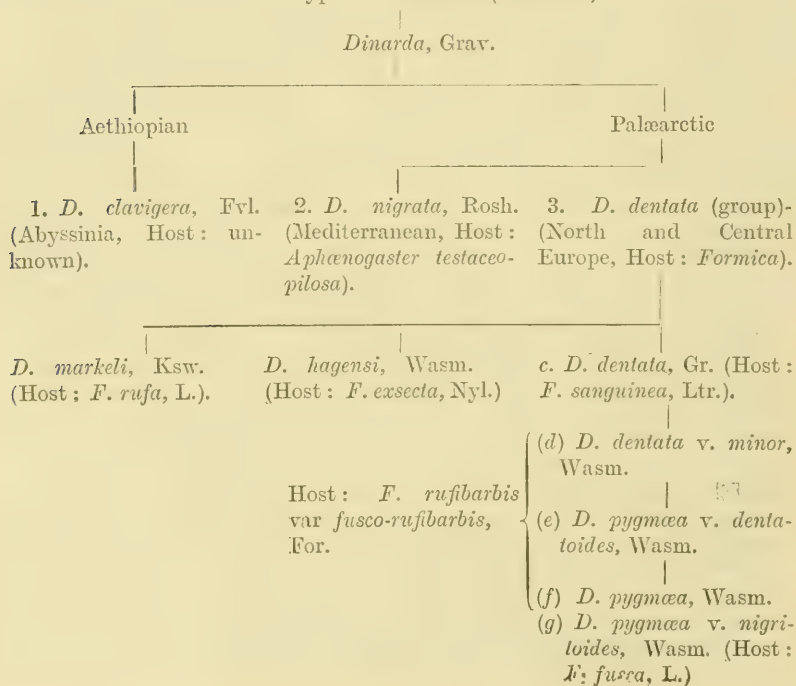 Dinarda, Grav.
Aethiopian
Palæarctic
1. D. clavigera, Fvl.
(Abyssinia, Host: un-
known).
2. D. nigrata, Rosh.
(Mediterranean, Host:
Aphænogaster testaceo-
pilosa).
3. D. dentata (group)-
(North and Central
Europe, Host: Formica).
D. markeli, Ksw.
(Host; F. rufa, L.).
D. hagensi, Wasm.
(Host: F. exsecta, Nyl.)
c. D. dentata, Gr. (Host:
F. sanguinea, Ltr.).
Host: F. rufibarbis
var fusco-rufibarbis,
For.
(d) D. dentata v. minor,
Wasm.
(e) D. pygmæa v. denta-
toides, Wasm.
(f) D. pygmæa, Wasm.
(g) D. pygmæa v. nigri-
toides, Wasm. (Host:
F. fusca, L.)